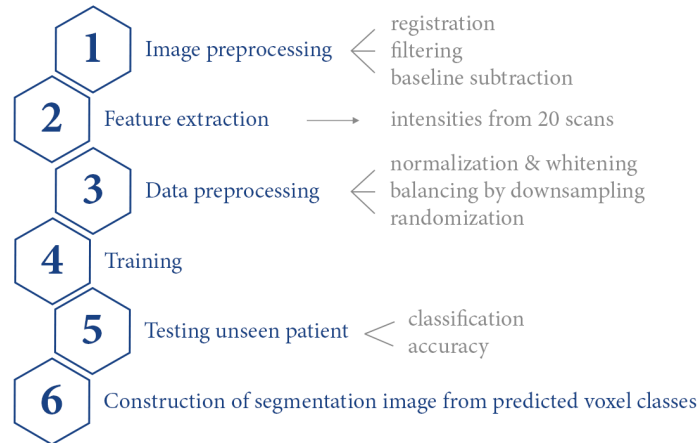 1
Image preprocessing
registration
filtering
baseline subtraction
2
Feature extraction
intensities from 20 scans
3
Data preprocessing
normalization & whitening
balancing by downsampling
randomization
4
Training
5
Testing unseen patient
classification
accuracy
6
Construction of segmentation image from predicted voxel classes